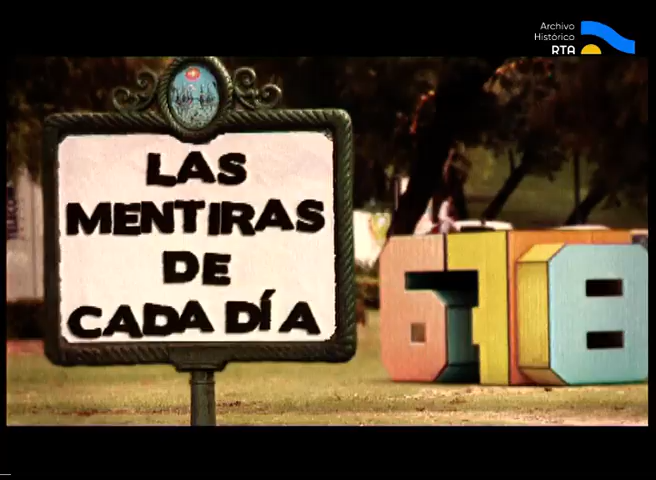 Archivo
Histórico
RTA
LAS
MENTIRAS
DE
CADA DÍA
678